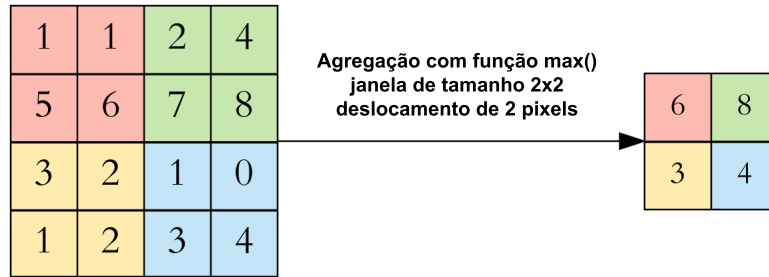 1 1 2 4
5 6 7 8
3 2 1 0
1 2 3 4
Agregação com função max()
janela de tamanho 2x2
deslocamento de 2 pixels
6 8
3 4